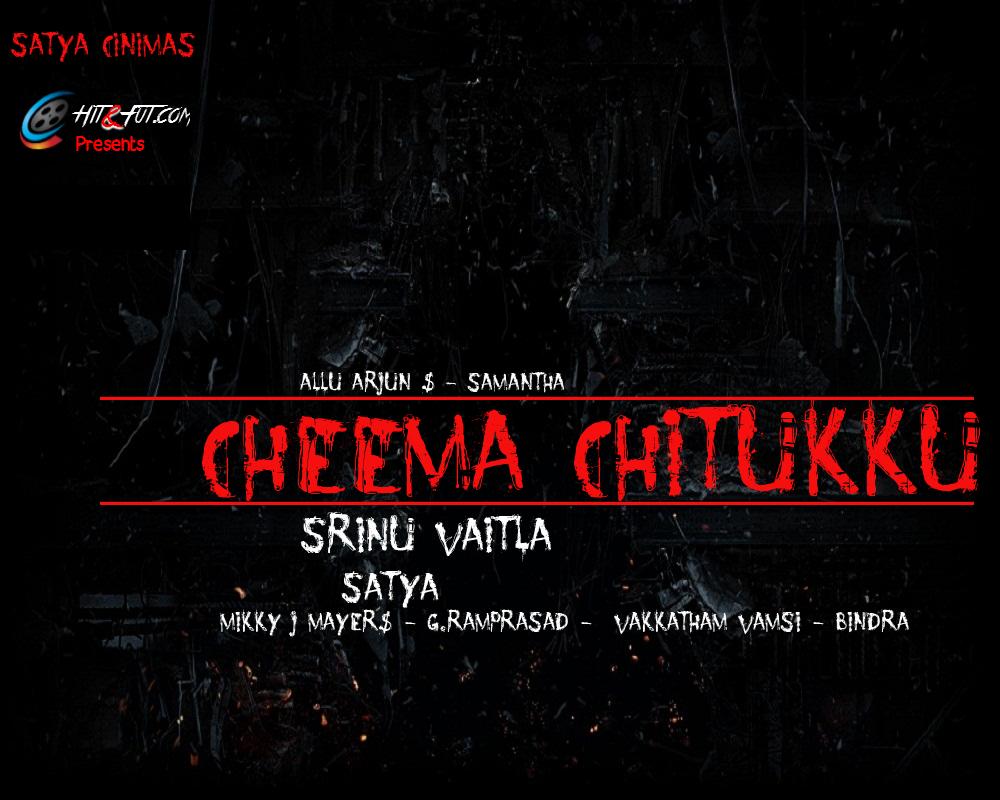 SATYA CINIMAS
HIT&FUT.COM
Presents
ALLU ARJUN $ - SAMANTHA
CHEEMA CHITUKKU
SRINU VAITLA
SATYA
MIKKY J MAYER$ - G.RAMPRASAD - VAKKATHAM VAMSI - BINDRA